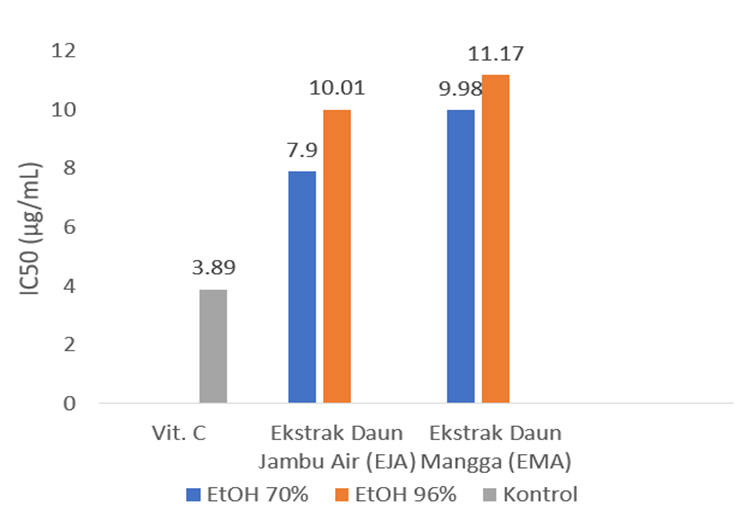 12
10
8
6
4
2
0
IC50 (µg/mL)
3.89
7.9
10.01
9.98
11.17
Vit. C
Ekstrak Daun
Jambu Air (EJA)
Ekstrak Daun
Mangga (EMA)
EtOH 70%
EtOH 96%
Kontrol